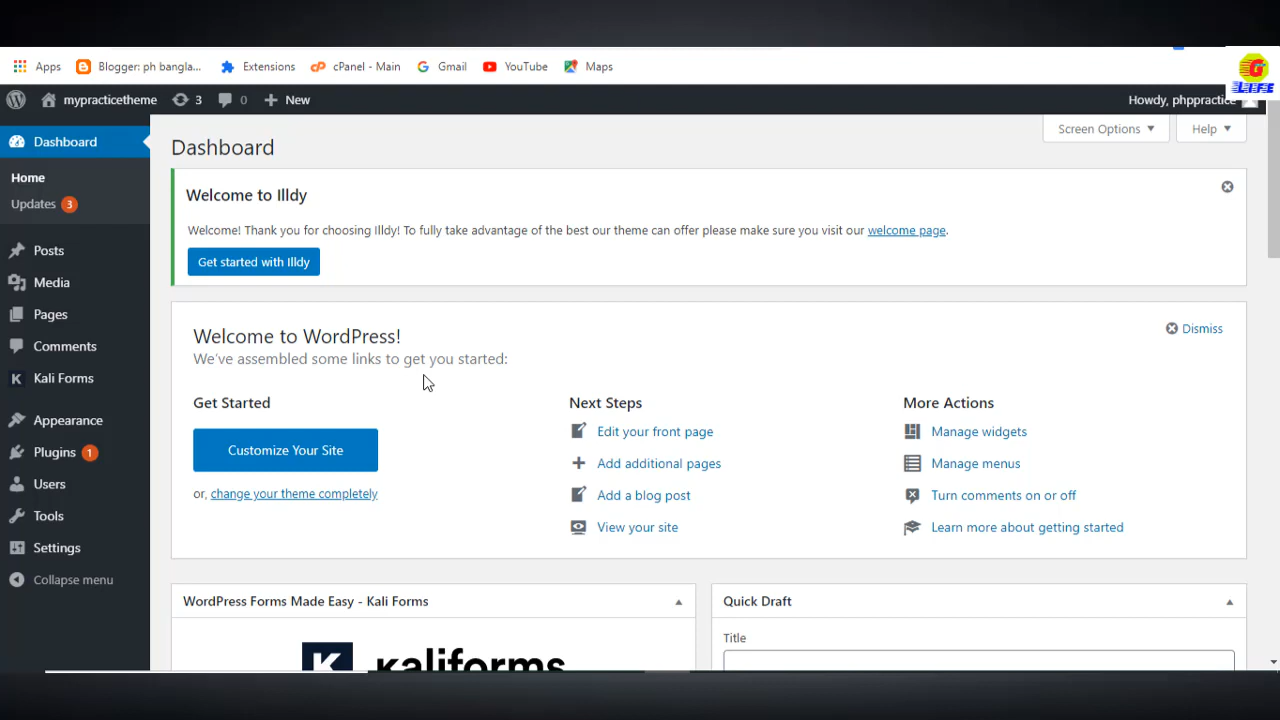 Apps
Blogger: ph bangla...
Extensions
cPanel - Main
Gmail
YouTube
Maps
G
LIFE
mypracticetheme
3
0
New
Howdy, phppractice
Dashboard
Home
Updates 3
Posts
Media
Pages
Comments
Kali Forms
Appearance
Plugins 1
Users
Tools
Settings
Collapse menu
Screen Options
Help
Dashboard
Welcome to Illdy
Welcome! Thank you for choosing Illdy! To fully take advantage of the best our theme can offer please make sure you visit our welcome page.
Get started with Illdy
Welcome to WordPress!
We've assembled some links to get you started:
Dismiss
Get Started
Customize Your Site
or, change your theme completely
Next Steps
Edit your front page
Add additional pages
Add a blog post
View your site
More Actions
Manage widgets
Manage menus
Turn comments on or off
Learn more about getting started
WordPress Forms Made Easy - Kali Forms
kaliforms
Quick Draft
Title